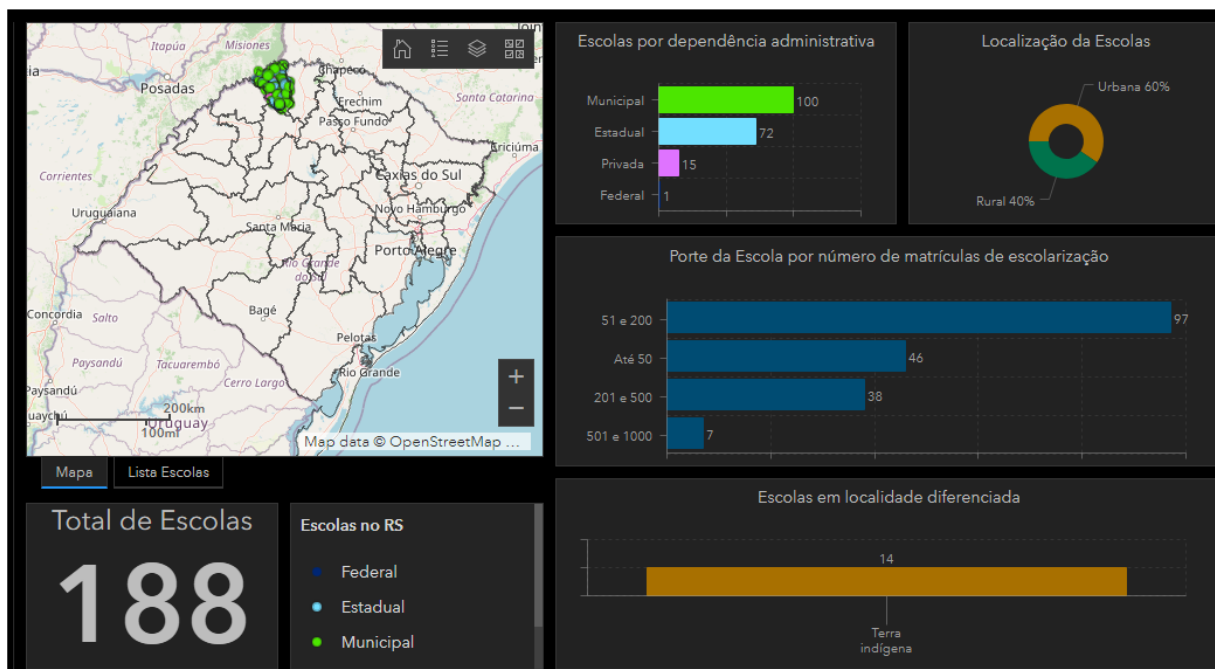 Itapúa
Misiones
Posadas
Chapecó
Santa Catarina
Erechim
Passo Fundo
Criciúma
Caxias do Sul
Corrientes
Novo Hamburgo
Uruguaiana
Santa Maria
Porto Alegre
Rio Grande
do Sul
Concordia
Salto
Bagé
Pelotas
Paysandú
Tacuarembó
Rio Grande
Cerro Largo
Paysandú
200km
Uruguay
100mi
+
−
Map data © OpenStreetMap ...
Mapa
Lista Escolas
Total de Escolas
188
Escolas no RS
Federal
Estadual
Municipal
Escolas por dependência administrativa
Municipal
100
Estadual
72
Privada
15
Federal
1
Localização da Escolas
Urbana 60%
Rural 40%
Porte da Escola por número de matrículas de escolarização
51 e 200
97
Até 50
46
201 e 500
38
501 e 1000
7
Escolas em localidade diferenciada
14
Terra
indígena